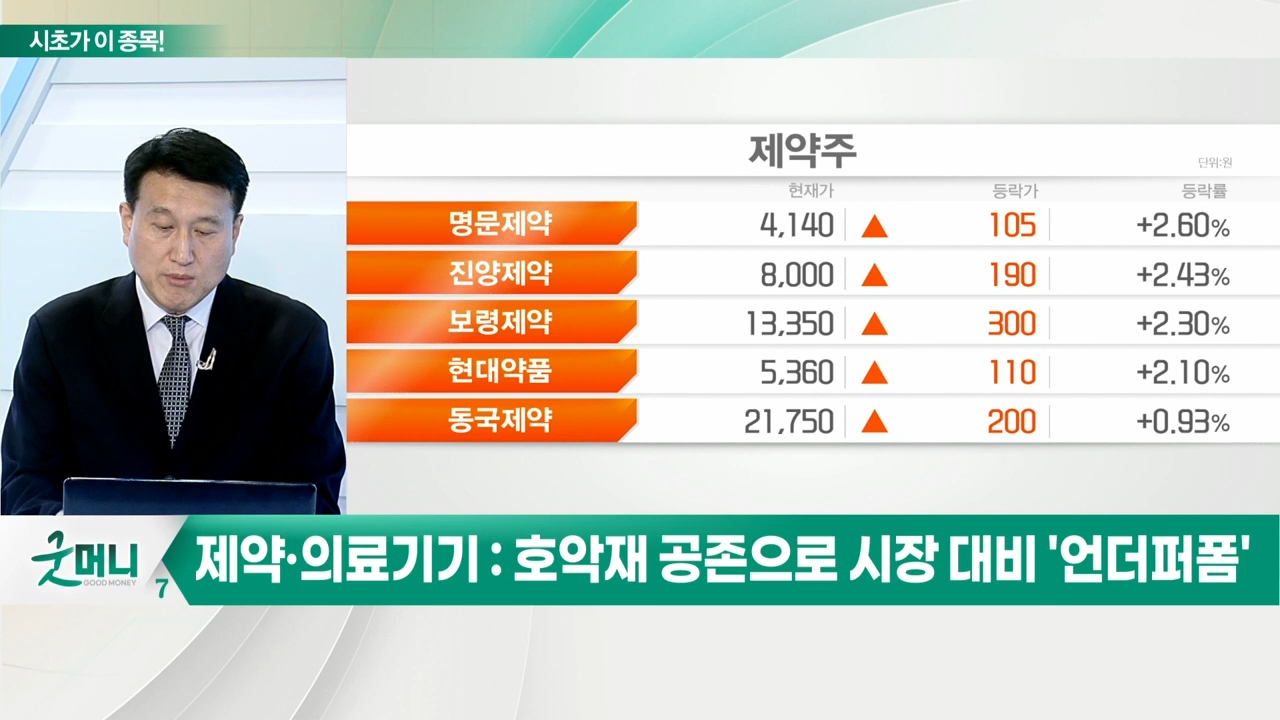 시초가 이 종목!
제약주
단위:원
현재가 등락가 등락률
명문제약 4,140 ▲ 105 +2.60%
진양제약 8,000 ▲ 190 +2.43%
보령제약 13,350 ▲ 300 +2.30%
현대약품 5,360 ▲ 110 +2.10%
동국제약 21,750 ▲ 200 +0.93%
굿머니
GOOD MONEY
7
제약·의료기기 : 호악재 공존으로 시장 대비 '언더퍼폼'